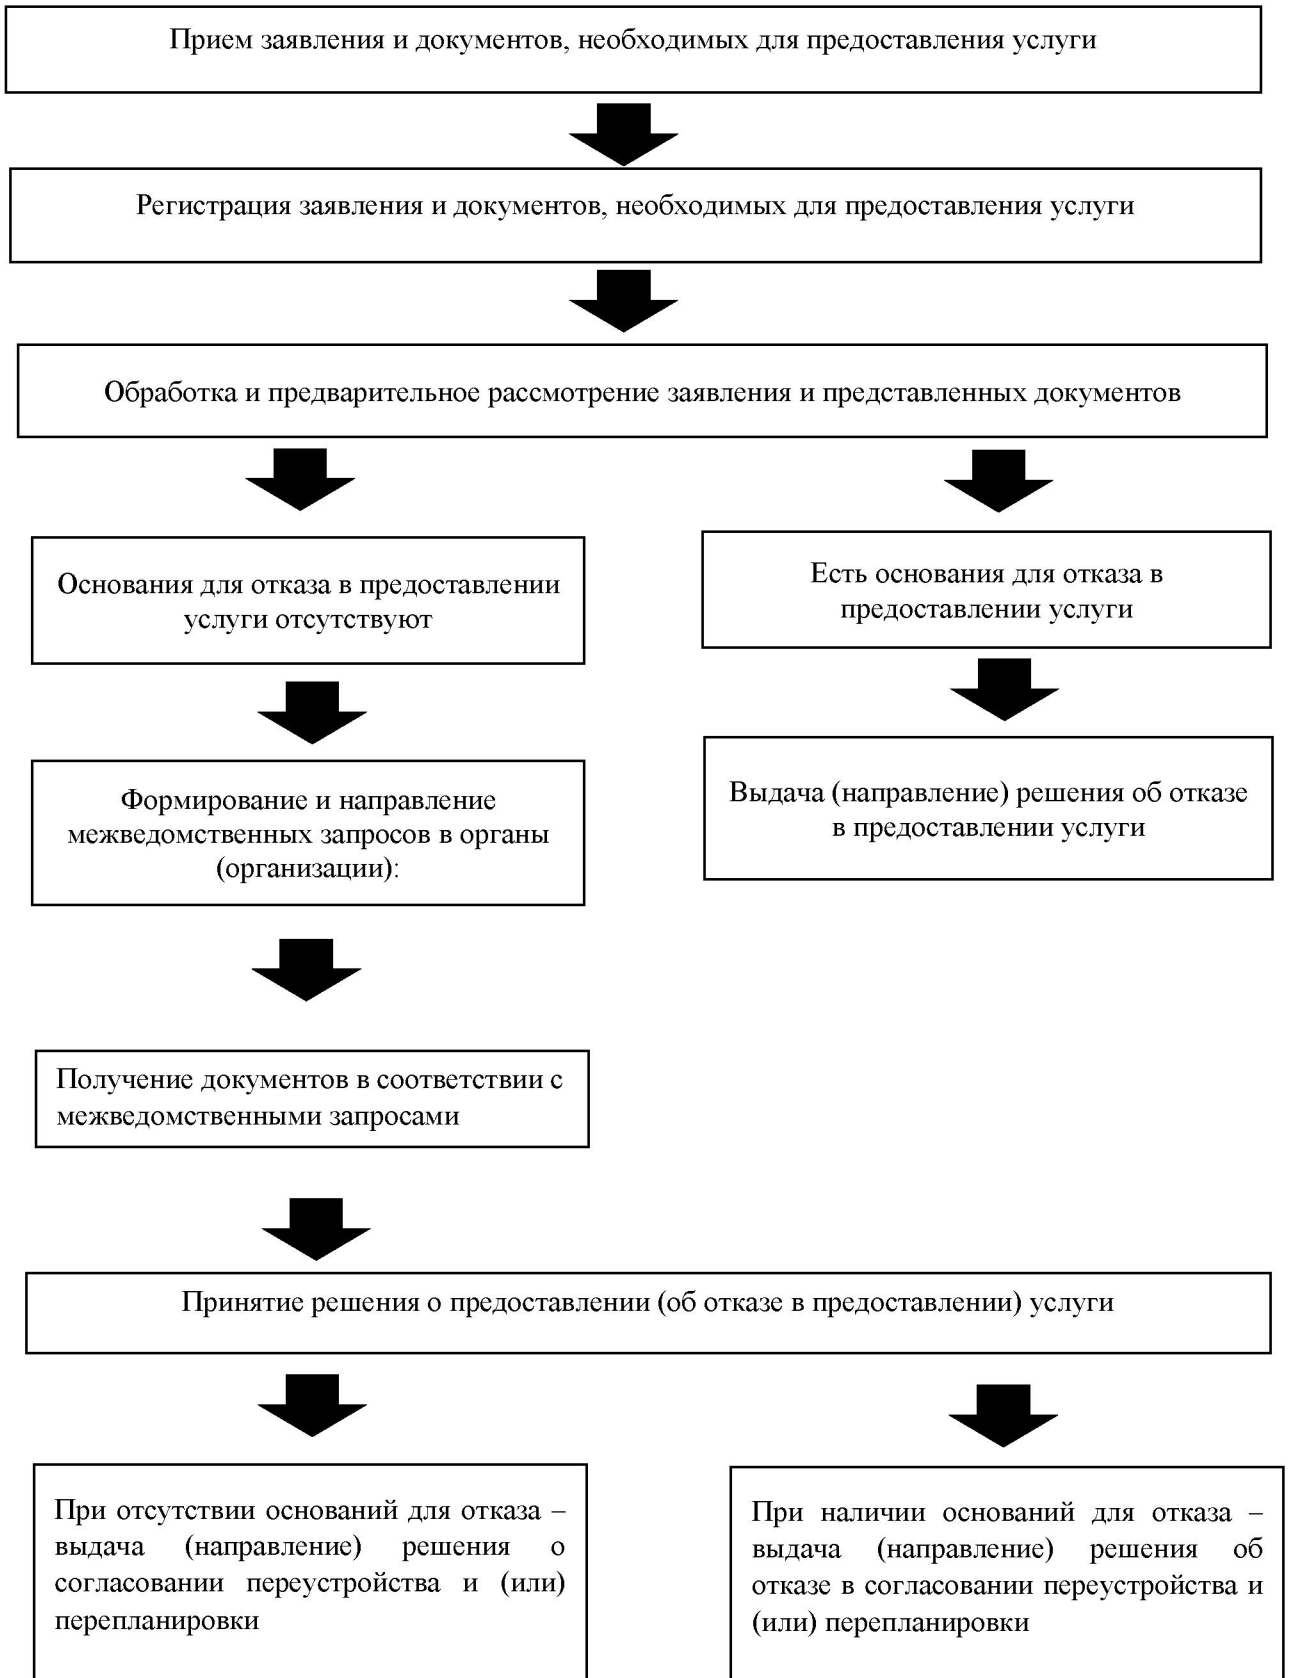 Прием заявления и документов, необходимых для предоставления услуги
Регистрация заявления и документов, необходимых для предоставления услуги
Обработка и предварительное рассмотрение заявления и представленных документов
Основания для отказа в предоставлении
услуги отсутствуют
Есть основания для отказа в
предоставлении услуги
Формирование и направление
межведомственных запросов в органы
(организации):
Выдача (направление) решения об отказе
в предоставлении услуги
Получение документов в соответствии с
межведомственными запросами
Принятие решения о предоставлении (об отказе в предоставлении) услуги
При отсутствии оснований для отказа –
выдача (направление) решения о
согласовании переустройства и (или)
перепланировки
При наличии оснований для отказа –
выдача (направление) решения об
отказе в согласовании переустройства и
(или) перепланировки